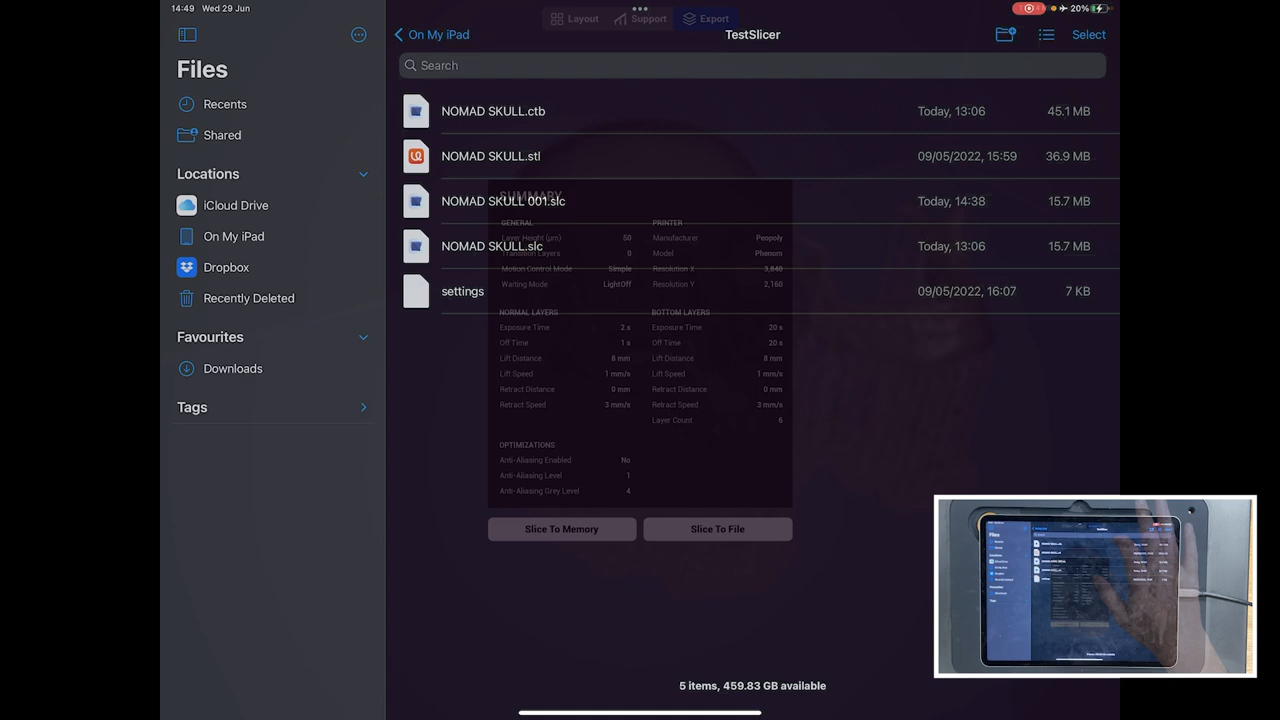 14:49 Wed 29 Jun
20%
Layout Support Export
On My iPad
TestSlicer
Select
Search
Files
Recents
Shared
Locations
iCloud Drive
On My iPad
Dropbox
Recently Deleted
Favourites
Downloads
Tags
NOMAD SKULL.ctb Today, 13:06 45.1 MB
NOMAD SKULL.stl 09/05/2022, 15:59 36.9 MB
NOMAD SKULL 001.slc Today, 14:38 15.7 MB
NOMAD SKULL.slc Today, 13:06 15.7 MB
settings 09/05/2022, 16:07 7 KB
SUMMARY
GENERAL
Layer Height (µm) 50
Transition Layers 0
Motion Control Mode Simple
Waiting Mode LightOff
PRINTER
Manufacturer Peopoly
Model Phenom
Resolution X 3,840
Resolution Y 2,160
NORMAL LAYERS
Exposure Time 2 s
Off Time 1 s
Lift Distance 8 mm
Lift Speed 1 mm/s
Retract Distance 0 mm
Retract Speed 3 mm/s
BOTTOM LAYERS
Exposure Time 20 s
Off Time 20 s
Lift Distance 8 mm
Lift Speed 1 mm/s
Retract Distance 0 mm
Retract Speed 3 mm/s
Layer Count 6
OPTIMIZATIONS
Anti-Aliasing Enabled No
Anti-Aliasing Level 1
Anti-Aliasing Grey Level 4
Slice To Memory
Slice To File
5 items, 459.83 GB available